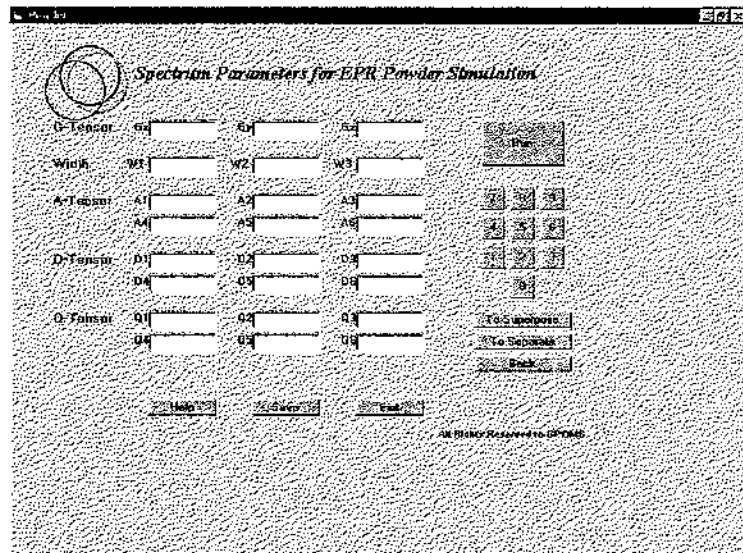 Powder
Spectrum Parameters for EPR Powder Simulation
G-Tensor Gx Gy Gz
Run
Width W1 W2 W3
A-Tensor A1 A2 A3
A4 A5 A6
7 8 9
4 5 6
1 2 3
0
D-Tensor D1 D2 D3
D4 D5 D6
Q-Tensor Q1 Q2 Q3
Q4 Q5 Q6
To Superpose
To Separate
Back
Help Save Exit
All Rights Reserved to